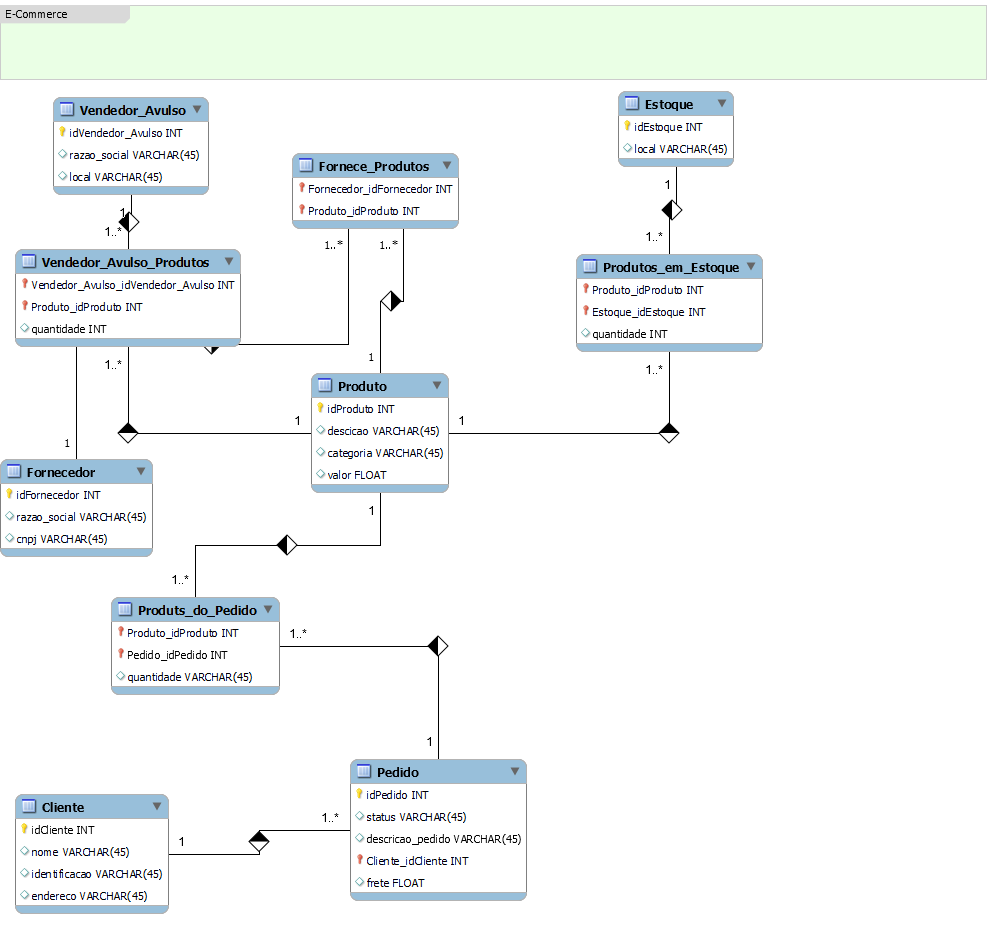 E-Commerce
Vendedor_Avulso
idVendedor_Avulso INT
razao_social VARCHAR(45)
local VARCHAR(45)
Estoque
idEstoque INT
local VARCHAR(45)
Fornece_Produtos
Fornecedor_idFornecedor INT
Produto_idProduto INT
1
1..*
1
1..*
1..*
1..*
Vendedor_Avulso_Produtos
Vendedor_Avulso_idVendedor_Avulso INT
Produto_idProduto INT
quantidade INT
Produtos_em_Estoque
Produto_idProduto INT
Estoque_idEstoque INT
quantidade INT
1..*
1
1..*
Produto
idProduto INT
descicao VARCHAR(45)
categoria VARCHAR(45)
valor FLOAT
1
1
1
Fornecedor
idFornecedor INT
razao_social VARCHAR(45)
cnpj VARCHAR(45)
1
1..*
Produts_do_Pedido
Produto_idProduto INT
Pedido_idPedido INT
quantidade VARCHAR(45)
1..*
1
Pedido
idPedido INT
status VARCHAR(45)
descricao_pedido VARCHAR(45)
Cliente_idCliente INT
frete FLOAT
Cliente
idCliente INT
nome VARCHAR(45)
identificacao VARCHAR(45)
endereco VARCHAR(45)
1
1..*